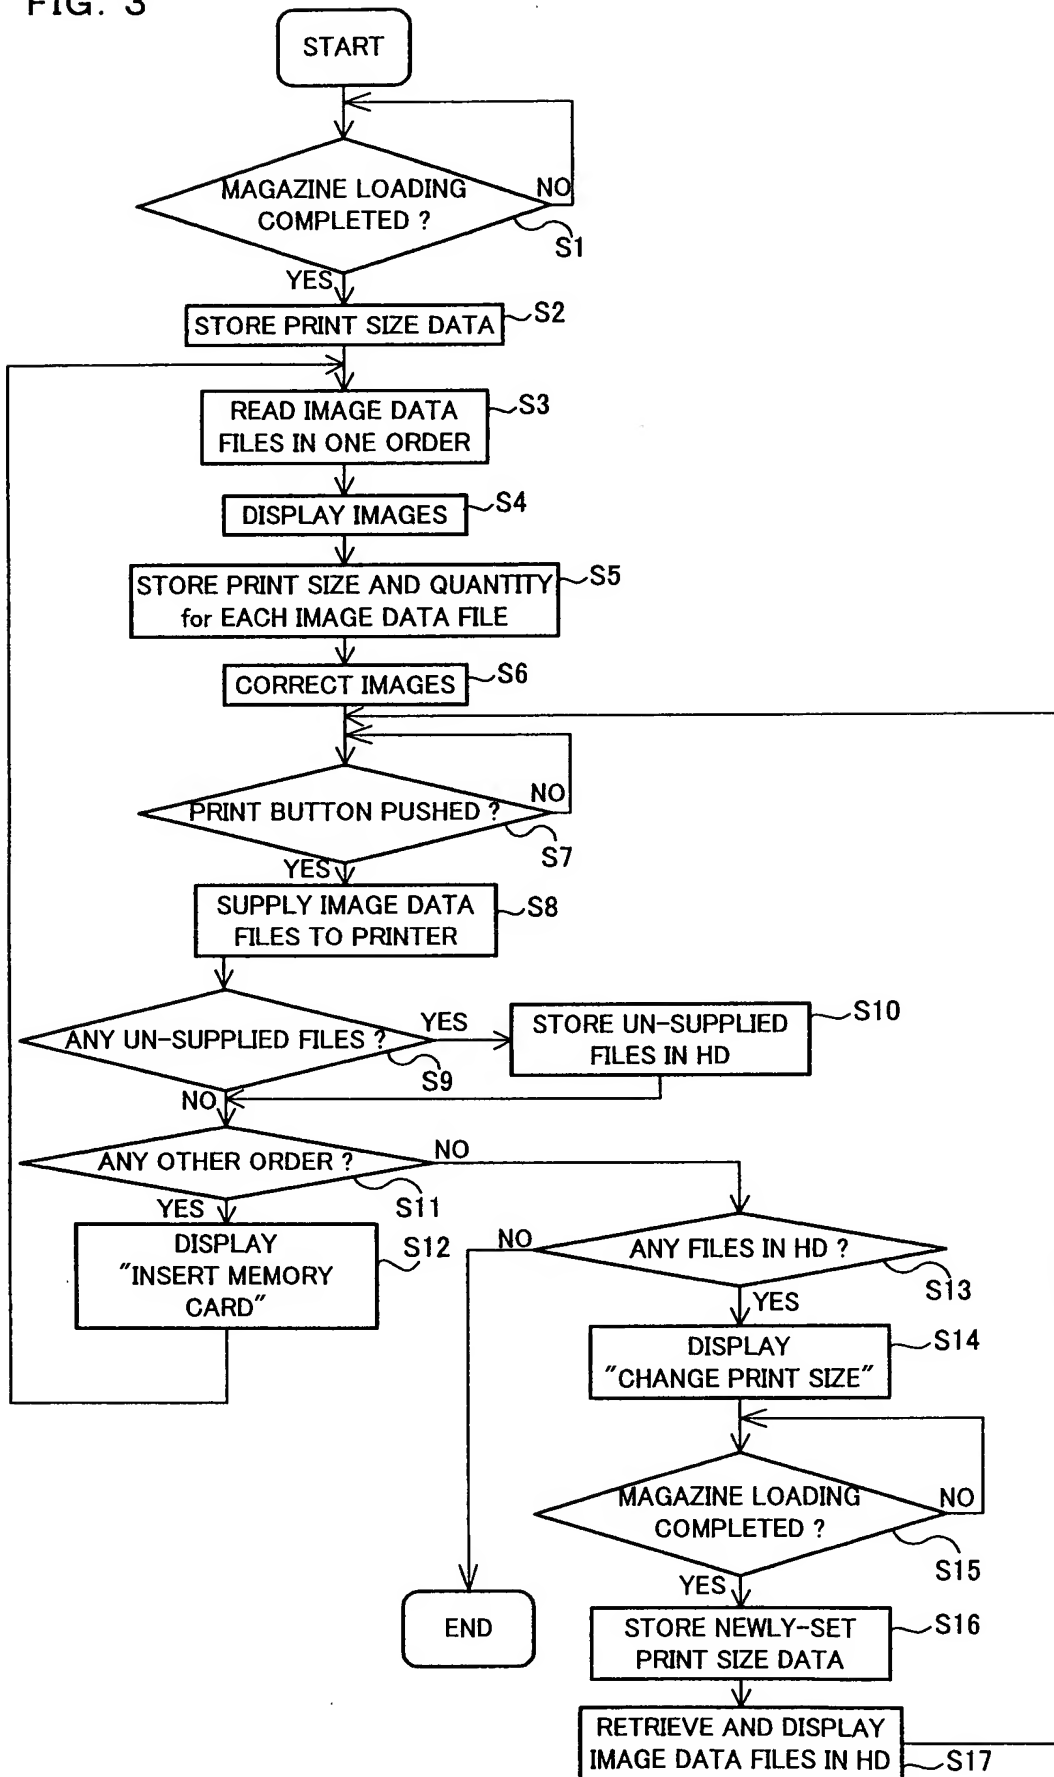 FIG. 3
START
MAGAZINE LOADING
COMPLETED ?
NO
S1
YES
STORE PRINT SIZE DATA
S2
READ IMAGE DATA
FILES IN ONE ORDER
S3
DISPLAY IMAGES
S4
STORE PRINT SIZE AND QUANTITY
for EACH IMAGE DATA FILE
S5
CORRECT IMAGES
S6
PRINT BUTTON PUSHED ?
NO
S7
YES
SUPPLY IMAGE DATA
FILES TO PRINTER
S8
ANY UN-SUPPLIED FILES ?
YES
S9
STORE UN-SUPPLIED
FILES IN HD
S10
NO
ANY OTHER ORDER ?
NO
S11
YES
DISPLAY
"INSERT MEMORY
CARD"
S12
ANY FILES IN HD ?
NO
S13
YES
DISPLAY
"CHANGE PRINT SIZE"
S14
MAGAZINE LOADING
COMPLETED ?
NO
S15
YES
END
STORE NEWLY-SET
PRINT SIZE DATA
S16
RETRIEVE AND DISPLAY
IMAGE DATA FILES IN HD
S17